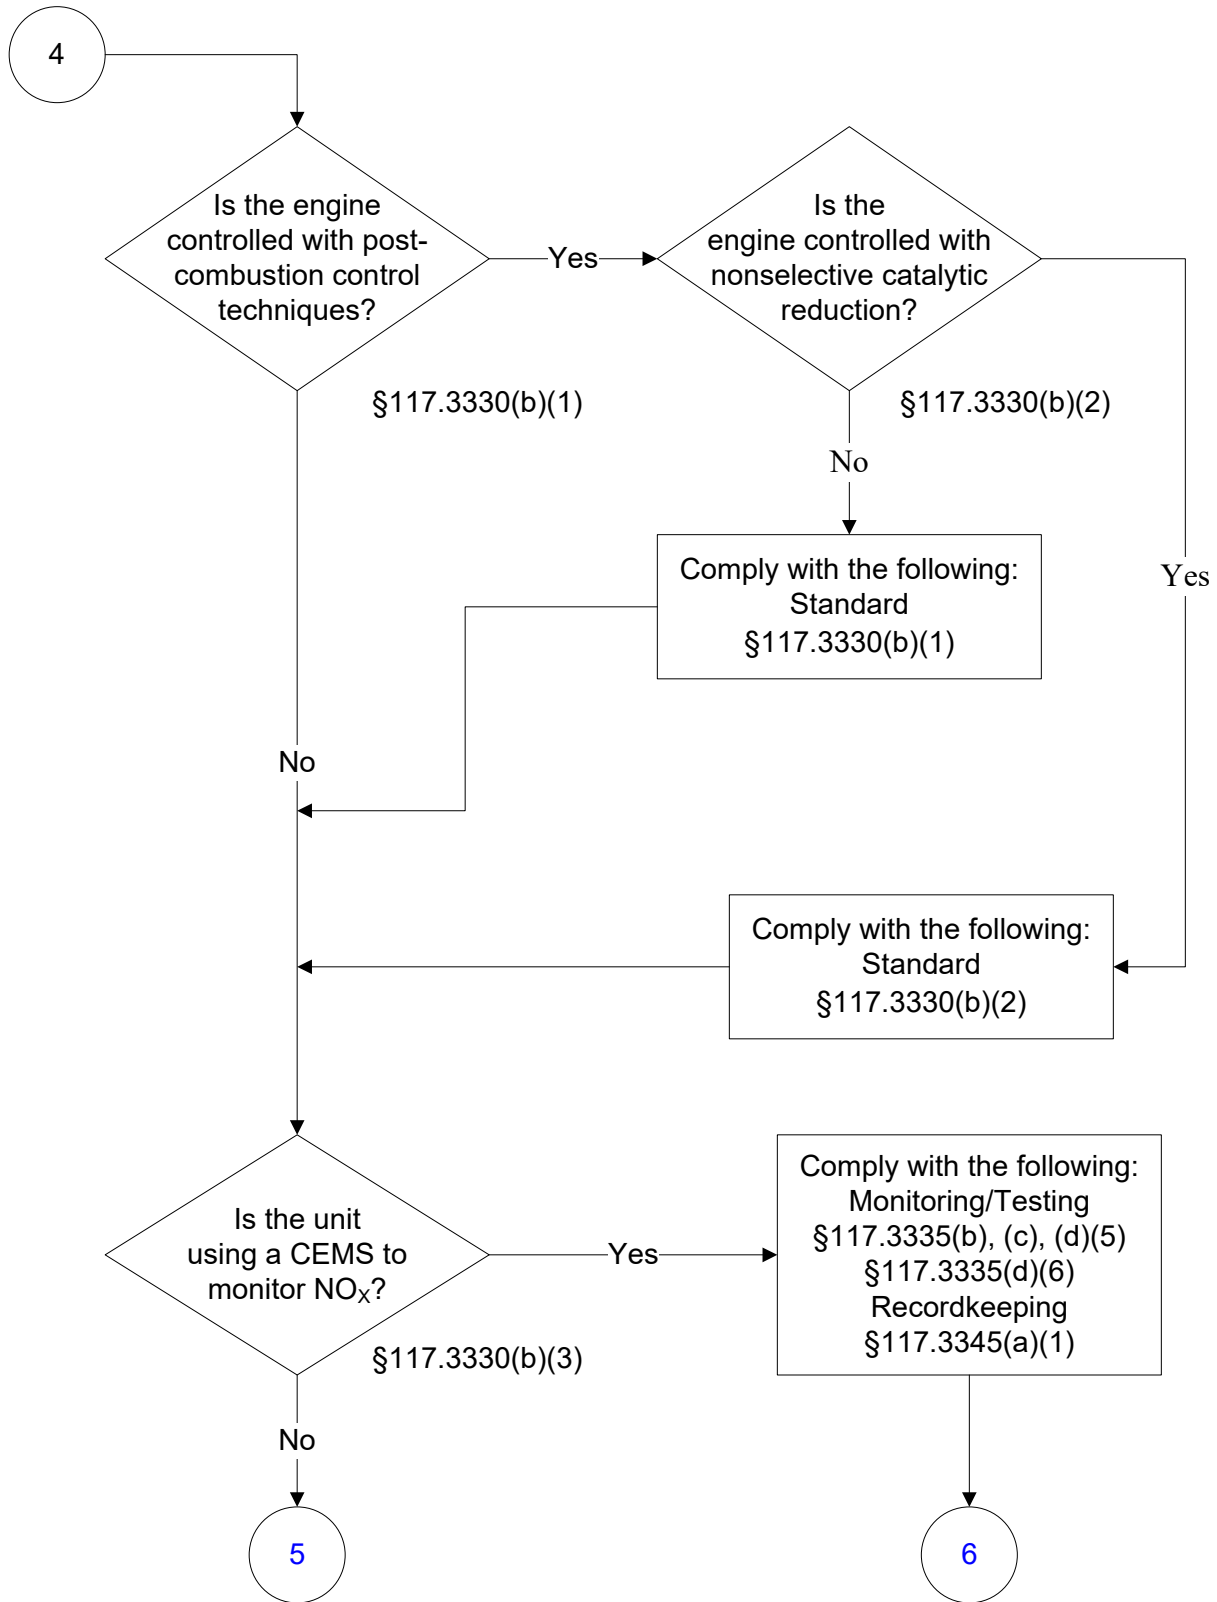 4
Is the engine
controlled with post-
combustion control
techniques?
Yes
Is the
engine controlled with
nonselective catalytic
reduction?
§117.3330(b)(1)
§117.3330(b)(2)
No
Yes
Comply with the following:
Standard
§117.3330(b)(1)
No
Comply with the following:
Standard
§117.3330(b)(2)
Is the unit
using a CEMS to
monitor NOX?
Yes
Comply with the following:
Monitoring/Testing
§117.3335(b), (c), (d)(5)
§117.3335(d)(6)
Recordkeeping
§117.3345(a)(1)
§117.3330(b)(3)
No
5
6